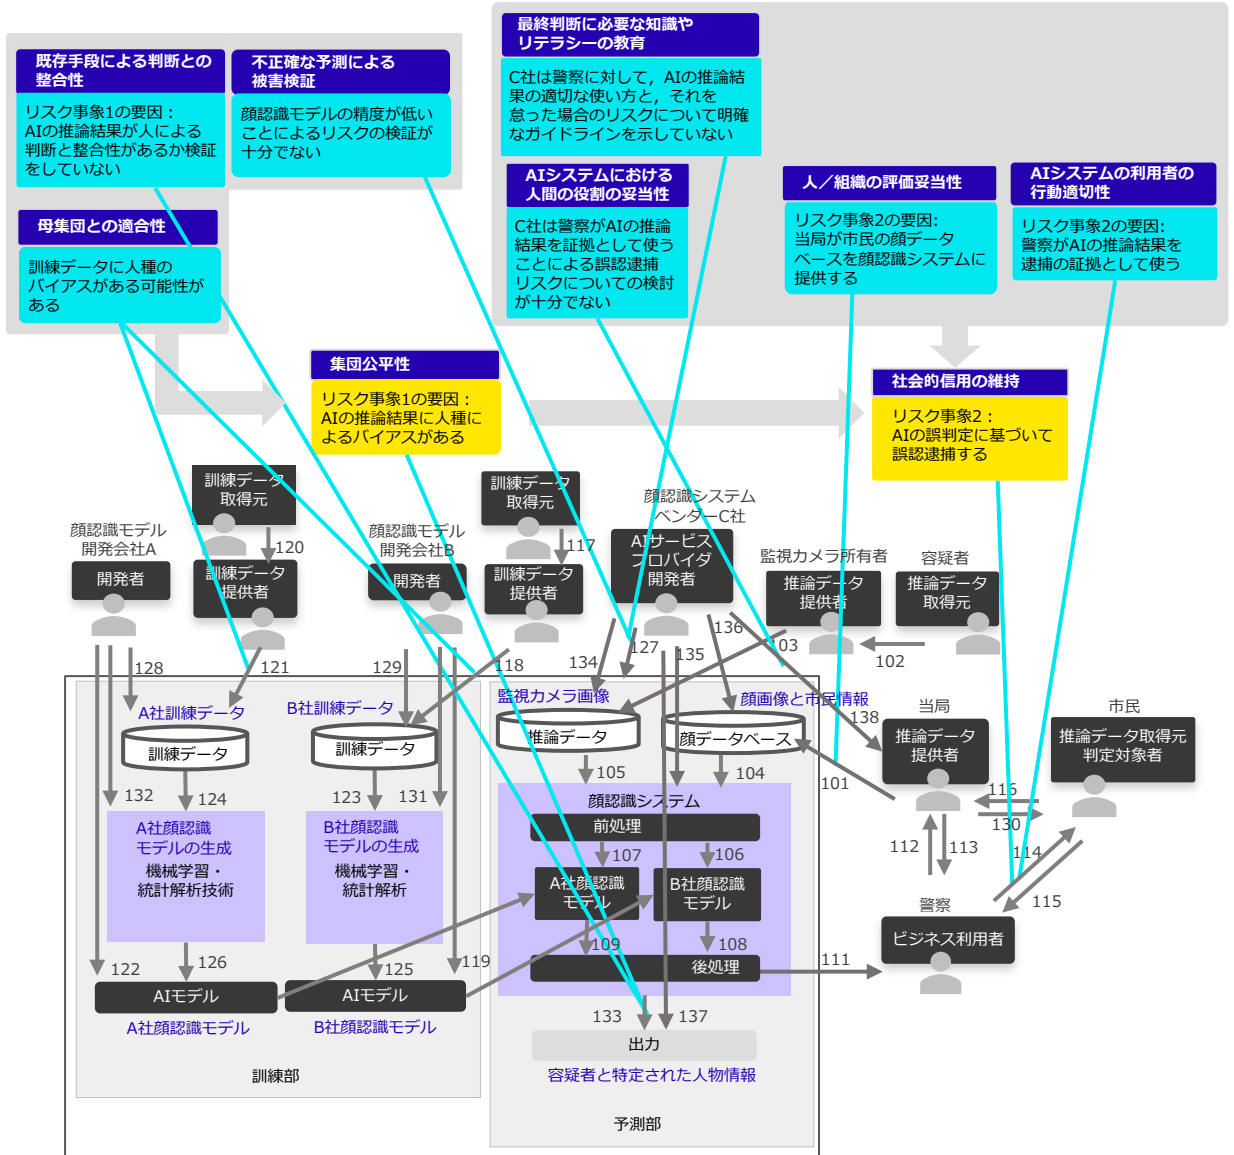 最終判断に必要な知識や
リテラシーの教育
C社は警察に対して，AIの推論結
果の適切な使い方と，それを
怠った場合のリスクについて明確
なガイドラインを示していない
既存手段による判断との
整合性
リスク事象1の要因：
AIの推論結果が人による
判断と整合性があるか検証
をしていない
不正確な予測による
被害検証
顔認識モデルの精度が低い
ことによるリスクの検証が
十分でない
母集団との適合性
訓練データに人種の
バイアスがある可能性が
ある
AIシステムにおける
人間の役割の妥当性
C社は警察がAIの推論
結果を証拠として使う
ことによる誤認逮捕
リスクについての検討
が十分でない
人／組織の評価妥当性
リスク事象2の要因:
当局が市民の顔データ
ベースを顔認識システムに
提供する
AIシステムの利用者の
行動適切性
リスク事象2の要因:
警察がAIの推論結果を
逮捕の証拠として使う
集団公平性
リスク事象1の要因：
AIの推論結果に人種に
よるバイアスがある
社会的信用の維持
リスク事象2：
AIの誤判定に基づいて
誤認逮捕する
訓練データ
取得元
120
顔認識モデル
開発会社A
開発者
訓練データ
提供者
顔認識モデル
開発会社B
開発者
訓練データ
取得元
117
訓練データ
提供者
顔認識システム
ベンダーC社
AIサービス
プロバイダ
開発者
監視カメラ所有者
推論データ
提供者
容疑者
推論データ
取得元
128
121
129
118
134
127
135
136
103
102
A社訓練データ
訓練データ
B社訓練データ
訓練データ
監視カメラ画像
推論データ
顔画像と市民情報
顔データベース
138
当局
推論データ
提供者
市民
推論データ取得元
判定対象者
132
124
123
131
105
104
101
116
130
112
113
114
115
A社顔認識
モデルの生成
機械学習・
統計解析技術
B社顔認識
モデルの生成
機械学習・
統計解析
顔認識システム
前処理
107
106
A社顔認識
モデル
B社顔認識
モデル
109
108
後処理
111
警察
ビジネス利用者
122
126
125
119
AIモデル
AIモデル
A社顔認識モデル
B社顔認識モデル
133
137
出力
容疑者と特定された人物情報
訓練部
予測部